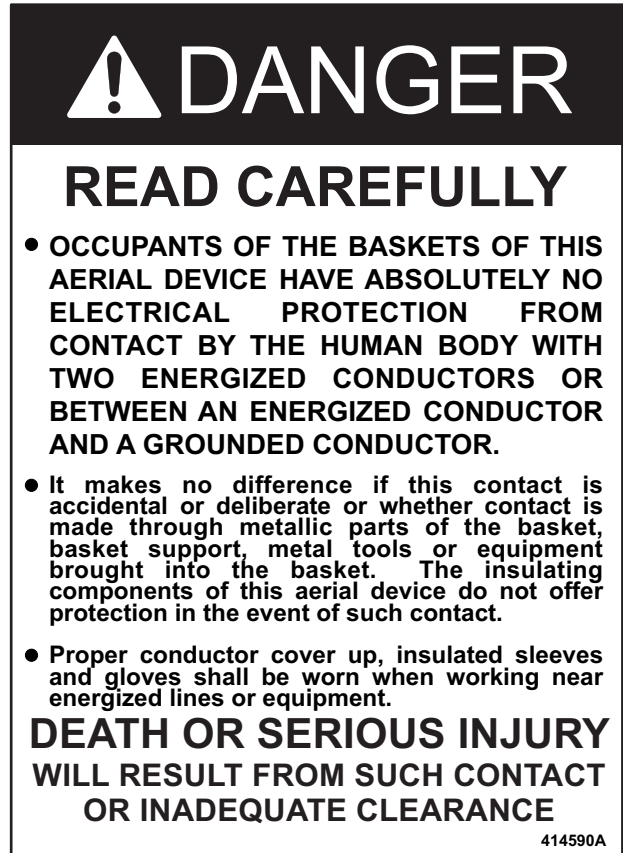 DANGER
READ CAREFULLY
• OCCUPANTS OF THE BASKETS OF THIS
AERIAL DEVICE HAVE ABSOLUTELY NO
ELECTRICAL PROTECTION FROM
CONTACT BY THE HUMAN BODY WITH
TWO ENERGIZED CONDUCTORS OR
BETWEEN AN ENERGIZED CONDUCTOR
AND A GROUNDED CONDUCTOR.
• It makes no difference if this contact is
accidental or deliberate or whether contact is
made through metallic parts of the basket,
basket support, metal tools or equipment
brought into the basket. The insulating
components of this aerial device do not offer
protection in the event of such contact.
• Proper conductor cover up, insulated sleeves
and gloves shall be worn when working near
energized lines or equipment.
DEATH OR SERIOUS INJURY
WILL RESULT FROM SUCH CONTACT
OR INADEQUATE CLEARANCE
414590A